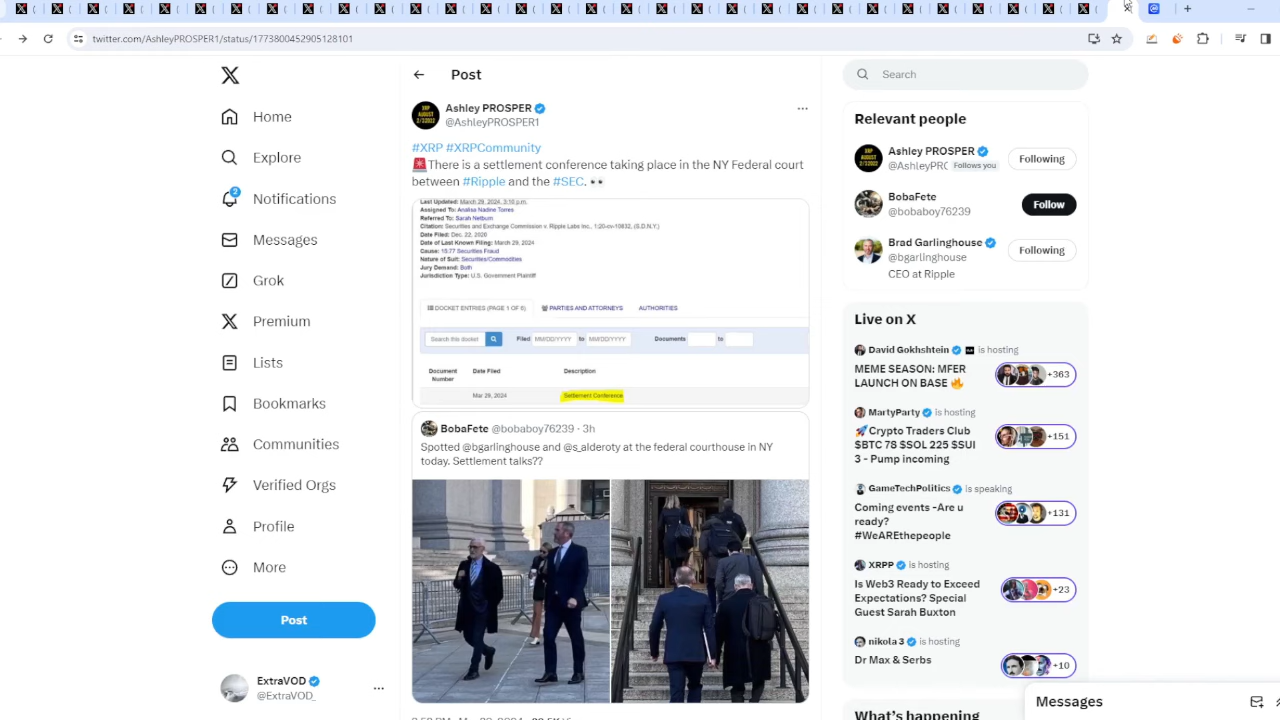 twitter.com/AshleyPROSPER1/status/1773800452905128101
Home
Explore
2
Notifications
Messages
Grok
Premium
Lists
Bookmarks
Communities
Verified Orgs
Profile
More
Post
ExtraVOD
@ExtraVOD_
Post
Ashley PROSPER
@AshleyPROSPER1
#XRP #XRPCommunity
🚨There is a settlement conference taking place in the NY Federal court
between #Ripple and the #SEC. 👀
Last Updated: March 29, 2024, 3:10 p.m.
Assigned To: Analisa Nadine Torres
Referred To: Sarah Netburn
Citation: Securities and Exchange Commission v. Ripple Labs Inc., 1:20-cv-10832, (S.D.N.Y.)
Date Filed: Dec. 22, 2020
Date of Last Known Filing: March 29, 2024
Cause: 15:77 Securities Fraud
Nature of Suit: Securities/Commodities
Jury Demand: Both
Jurisdiction Type: U.S. Government Plaintiff
DOCKET ENTRIES (PAGE 1 OF 6) PARTIES AND ATTORNEYS AUTHORITIES
Search this docket Filed MM/DD/YYYY to MM/DD/YYYY Documents to
Document Number Date Filed Description
Mar 29, 2024 Settlement Conference
BobaFete @bobaboy76239 · 3h
Spotted @bgarlinghouse and @s_alderoty at the federal courthouse in NY
today. Settlement talks??
Search
Relevant people
Ashley PROSPER
@AshleyPRC Follows you
Following
BobaFete
@bobaboy76239
Follow
Brad Garlinghouse
@bgarlinghouse
Following
CEO at Ripple
Live on X
David Gokhshtein is hosting
MEME SEASON: MFER
LAUNCH ON BASE 🔥
+363
MartyParty is hosting
🚀Crypto Traders Club
$BTC 78 $SOL 225 $SUI
3 - Pump incoming
+151
GameTechPolitics is speaking
Coming events -Are u
ready?
#WeAREthepeople
+131
XRPP is hosting
Is Web3 Ready to Exceed
Expectations? Special
Guest Sarah Buxton
+23
nikola 3 is hosting
Dr Max & Serbs
+10
What's happening
Messages